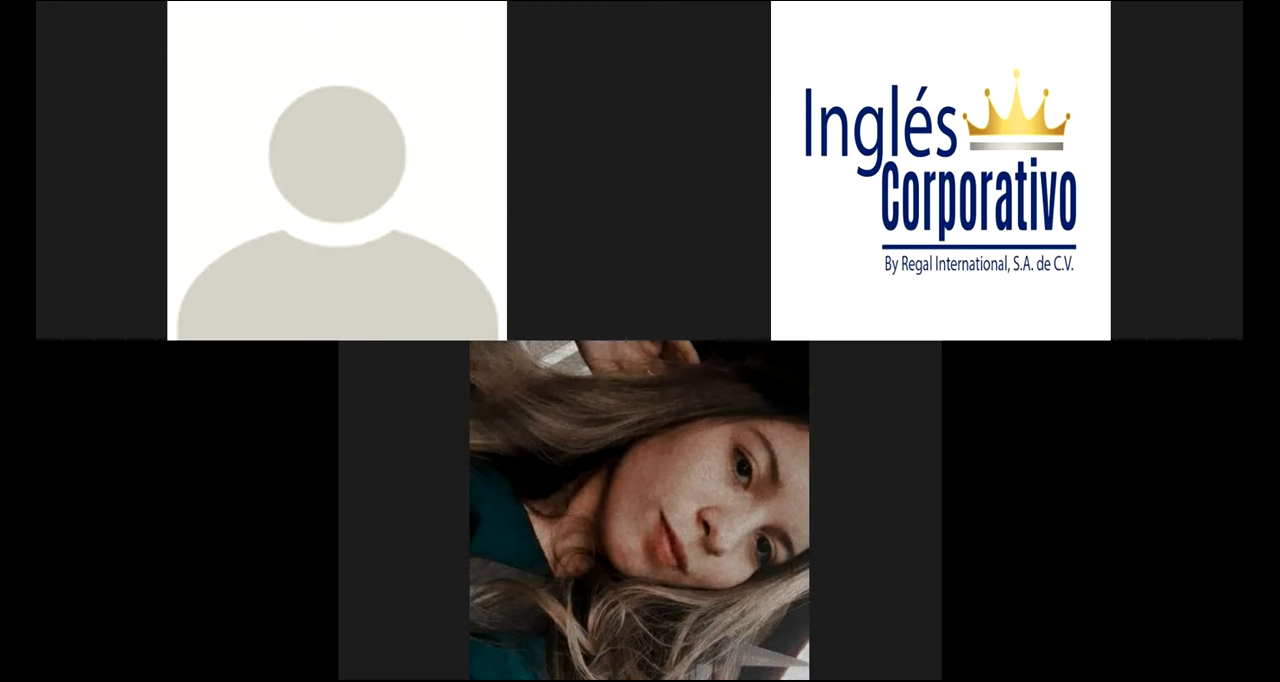 Inglés
Corporativo
By Regal International, S.A. de C.V.